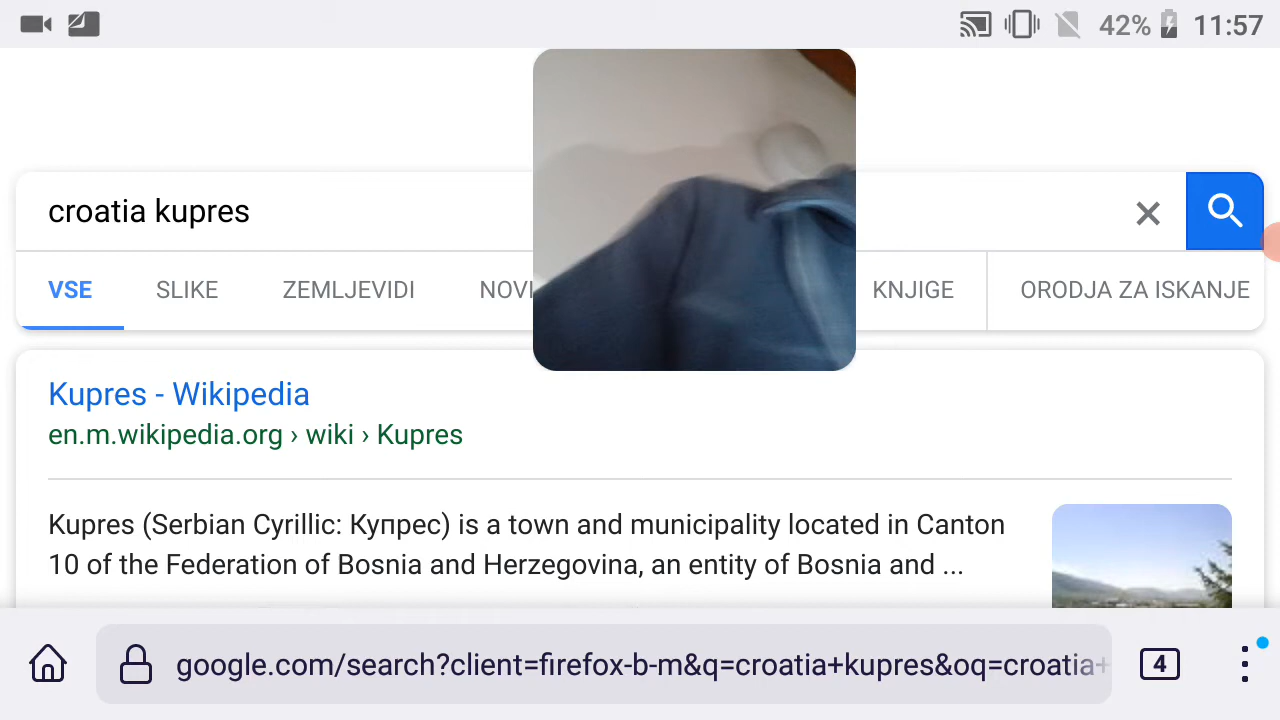 42% 11:57
croatia kupres
VSE SLIKE ZEMLJEVIDI NOVI KNJIGE ORODJA ZA ISKANJE
Kupres - Wikipedia
en.m.wikipedia.org › wiki › Kupres
Kupres (Serbian Cyrillic: Купрес) is a town and municipality located in Canton
10 of the Federation of Bosnia and Herzegovina, an entity of Bosnia and ...
google.com/search?client=firefox-b-m&q=croatia+kupres&oq=croatia+
4